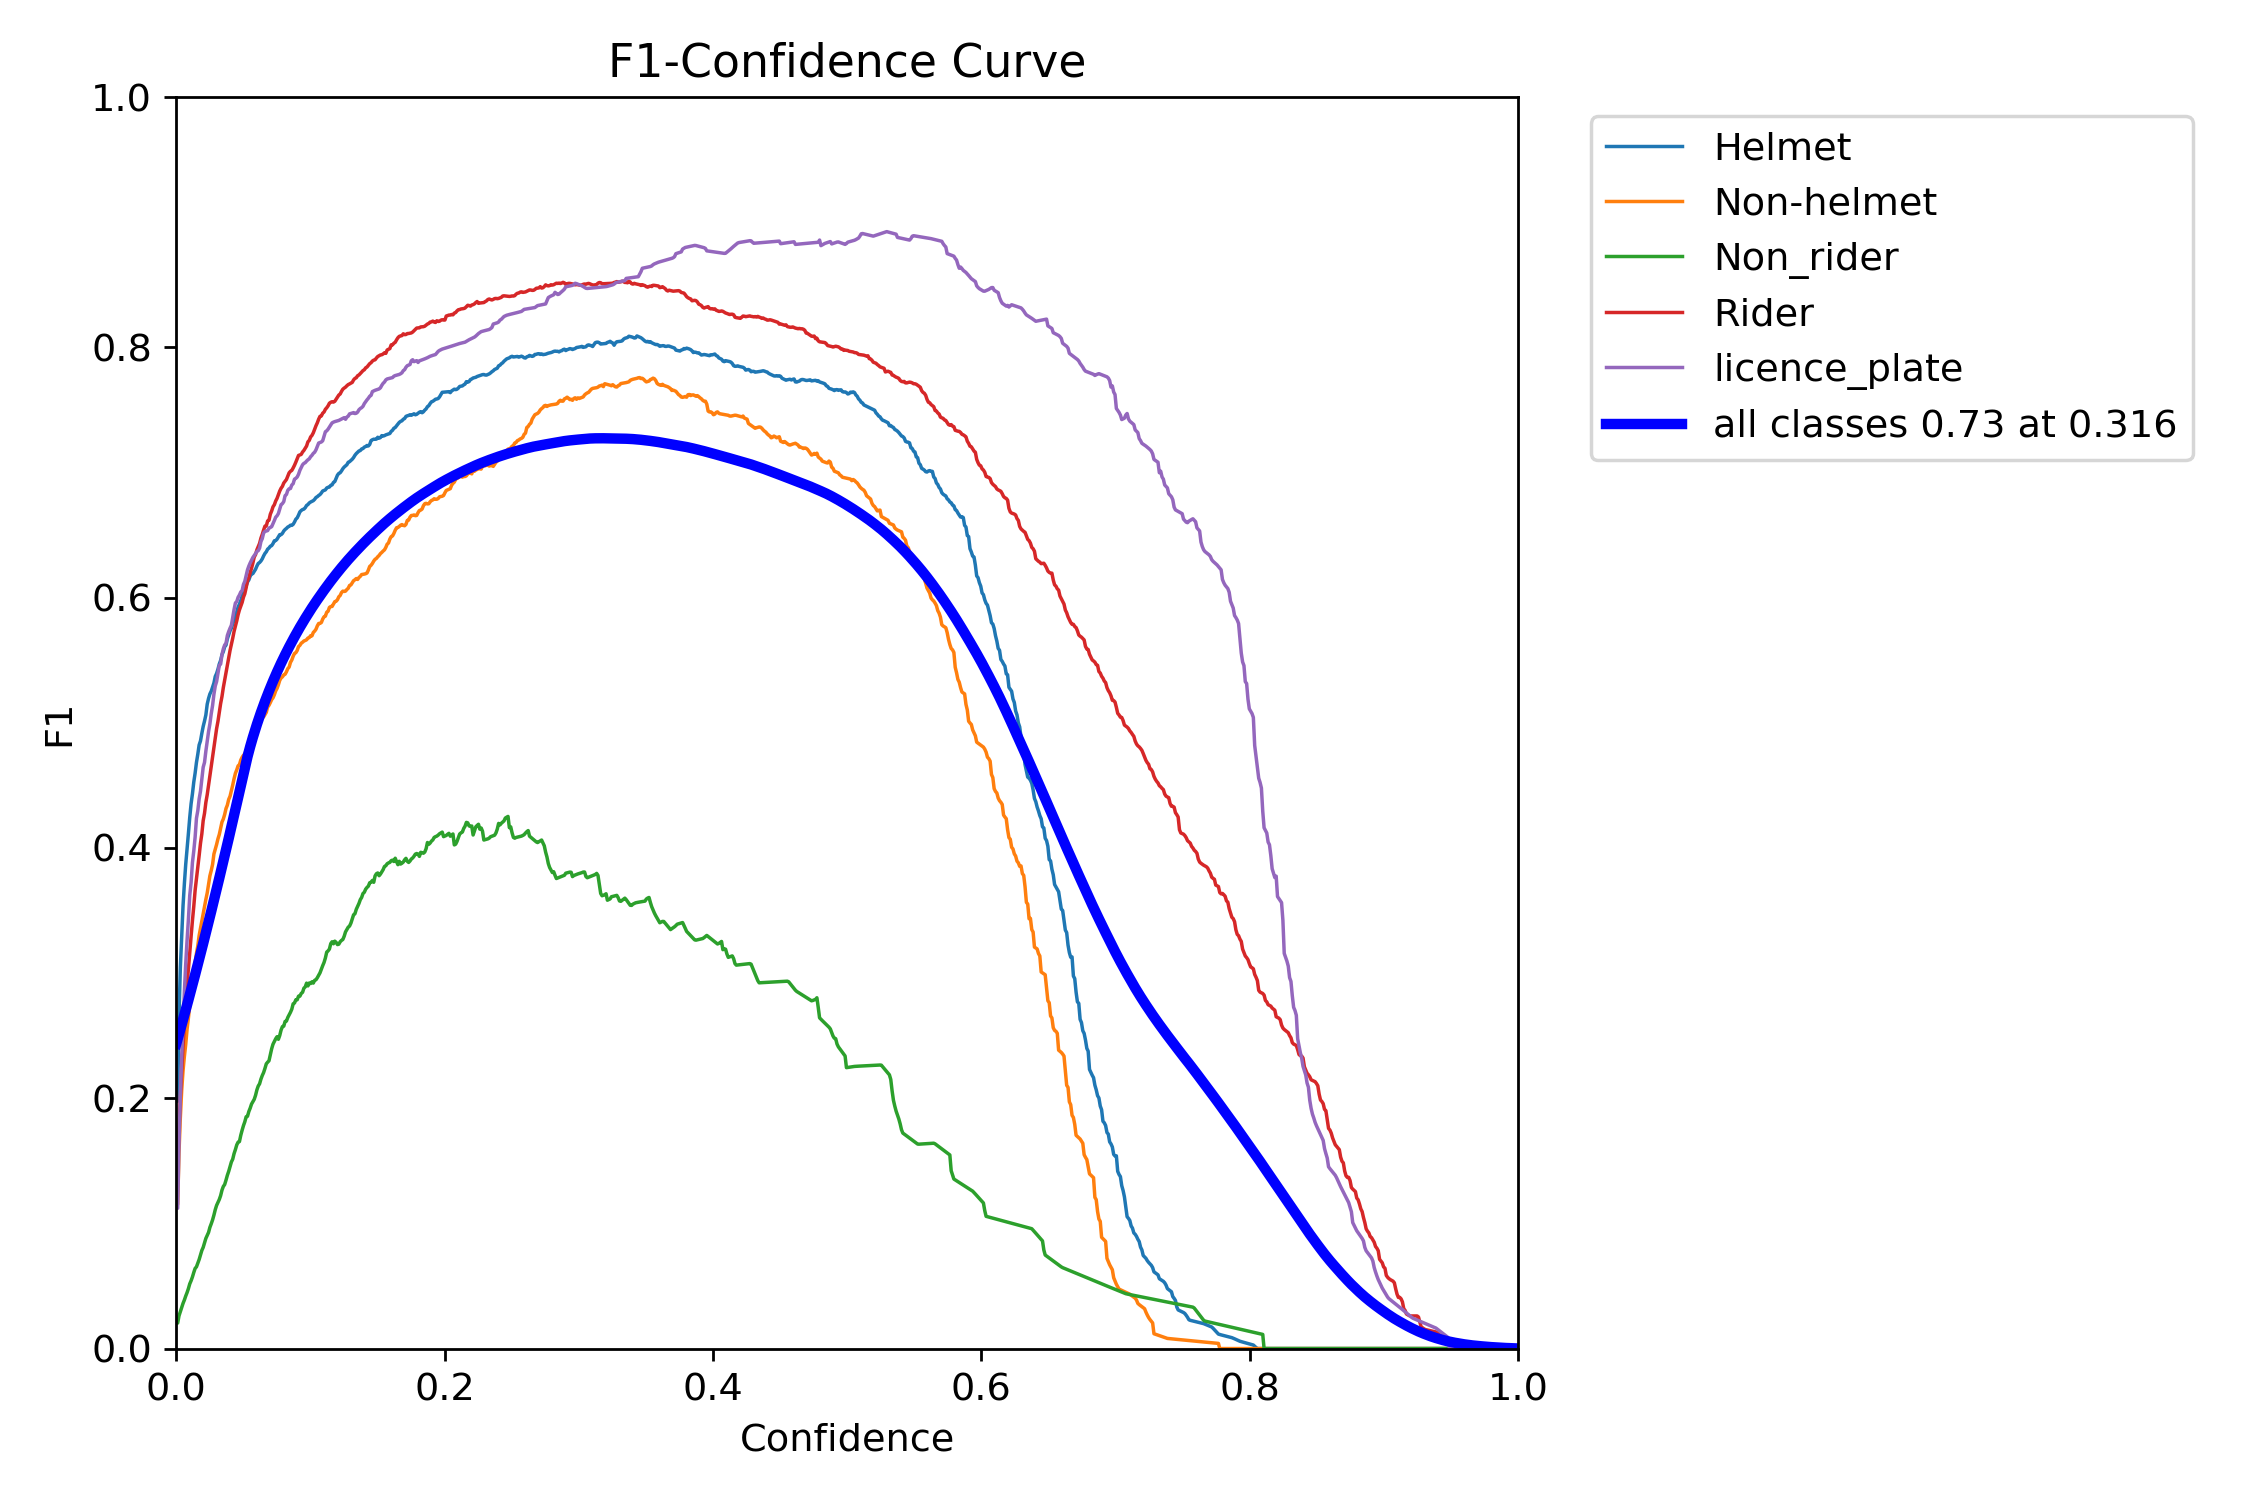 F1-Confidence Curve
1.0
0.8
0.6
0.4
0.2
0.0
F1
0.0 0.2 0.4 0.6 0.8 1.0
Confidence
Helmet
Non-helmet
Non_rider
Rider
licence_plate
all classes 0.73 at 0.316